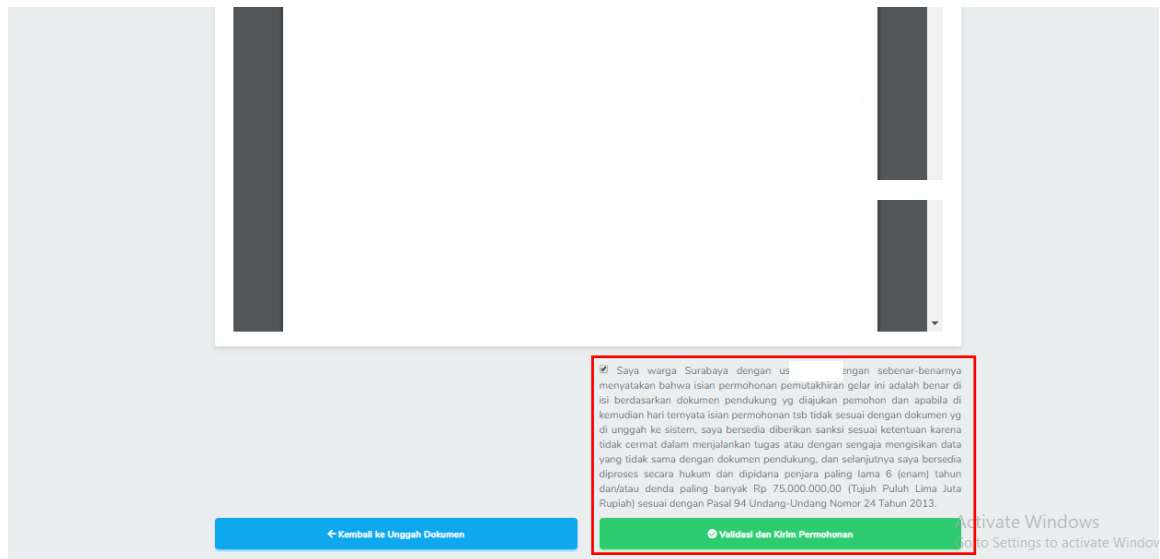 Saya warga Surabaya dengan us engan sebenar-benarnya
menyatakan bahwa isian permohonan pemutakhiran gelar ini adalah benar di
isi berdasarkan dokumen pendukung yg diajukan pemohon dan apabila di
kemudian hari ternyata isian permohonan tsb tidak sesuai dengan dokumen yg
di unggah ke sistem, saya bersedia diberikan sanksi sesuai ketentuan karena
tidak cermat dalam menjalankan tugas atau dengan sengaja mengisikan data
yang tidak sama dengan dokumen pendukung, dan selanjutnya saya bersedia
diproses secara hukum dan dipidana penjara paling lama 6 (enam) tahun
dan/atau denda paling banyak Rp 75.000.000,00 (Tujuh Puluh Lima Juta
Rupiah) sesuai dengan Pasal 94 Undang-Undang Nomor 24 Tahun 2013.
Kembali ke Unggah Dokumen
Validasi dan Kirim Permohonan
Activate Windows
Go to Settings to activate Window